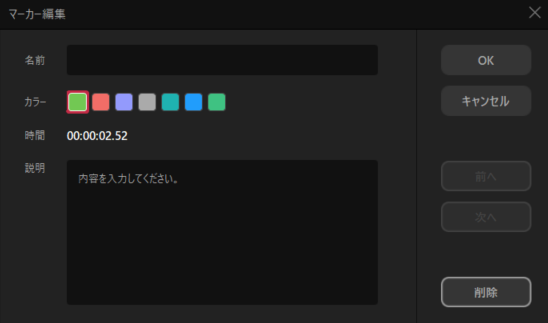 マーカー編集
名前
カラー
時間 00:00:02.52
説明
内容を入力してください。
OK
キャンセル
前へ
次へ
削除